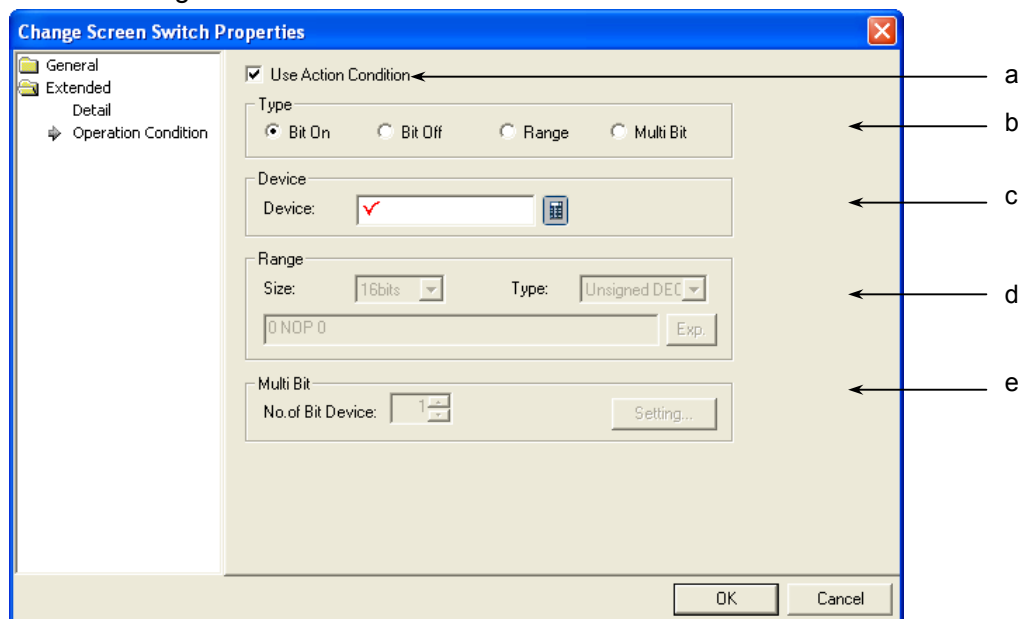 Change Screen Switch Properties
General
Extended
Detail
Operation Condition
Use Action Condition
a
Type
Bit On Bit Off Range Multi Bit
b
Device
Device:
c
Range
Size: 16bits Type: Unsigned DEC
d
0 NOP 0 Exp.
Multi Bit
e
No.of Bit Device: 1 Setting...
OK Cancel